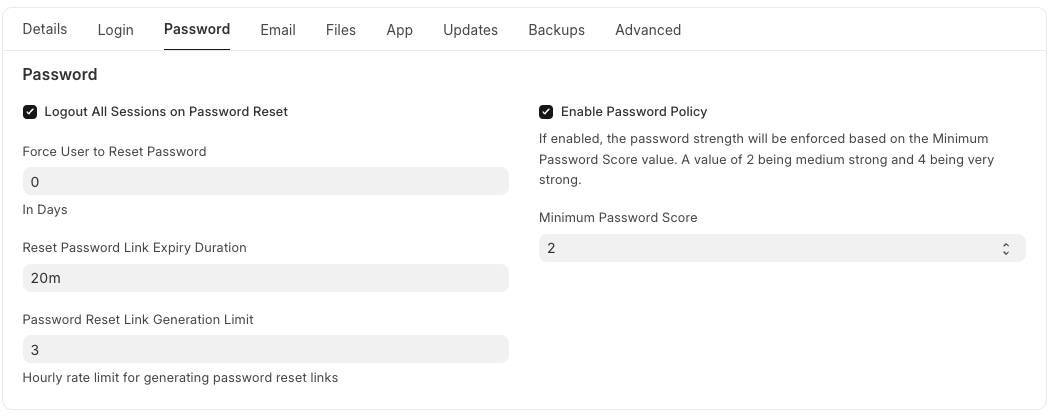 Details Login Password Email Files App Updates Backups Advanced
Password
Logout All Sessions on Password Reset
Force User to Reset Password
0
In Days
Reset Password Link Expiry Duration
20m
Password Reset Link Generation Limit
3
Hourly rate limit for generating password reset links
Enable Password Policy
If enabled, the password strength will be enforced based on the Minimum
Password Score value. A value of 2 being medium strong and 4 being very
strong.
Minimum Password Score
2